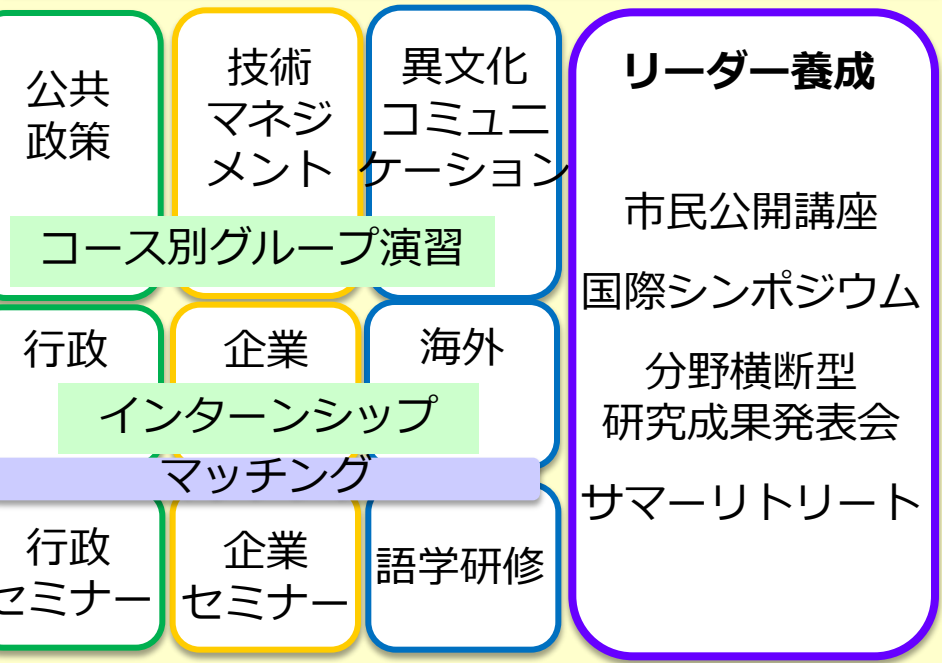 公共
政策
技術
マネジ
メント
異文化
コミュニ
ケーション
コース別グループ演習
行政
企業
海外
インターンシップ
マッチング
行政
セミナー
企業
セミナー
語学研修
リーダー養成
市民公開講座
国際シンポジウム
分野横断型
研究成果発表会
サマーリトリート